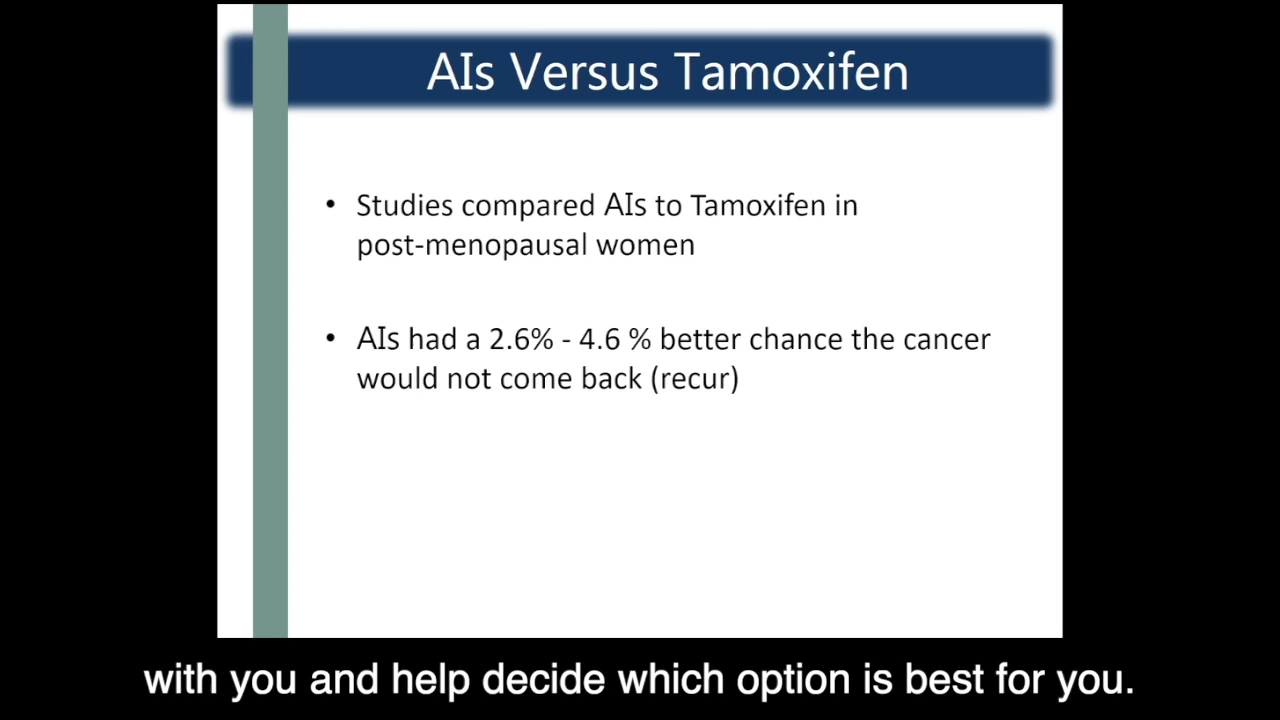 AIs Versus Tamoxifen
• Studies compared AIs to Tamoxifen in
post-menopausal women
• AIs had a 2.6% - 4.6 % better chance the cancer
would not come back (recur)
with you and help decide which option is best for you.